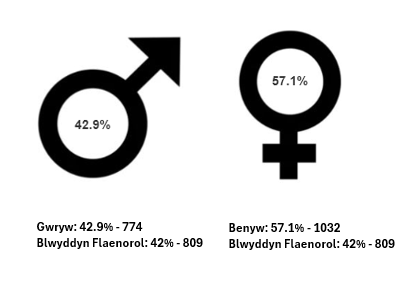 42.9%
57.1%
Gwryw: 42.9% - 774
Blwyddyn Flaenorol: 42% - 809
Benyw: 57.1% - 1032
Blwyddyn Flaenorol: 42% - 809